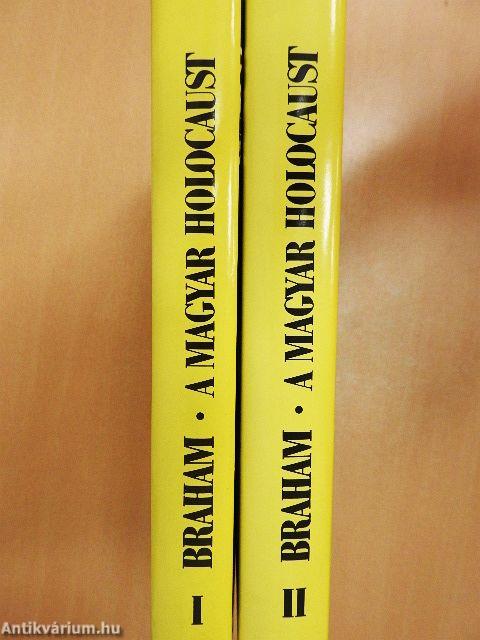 I BRAHAM • A MAGYAR HOLOCAUST
II BRAHAM • A MAGYAR HOLOCAUST
Antikvárium.hu